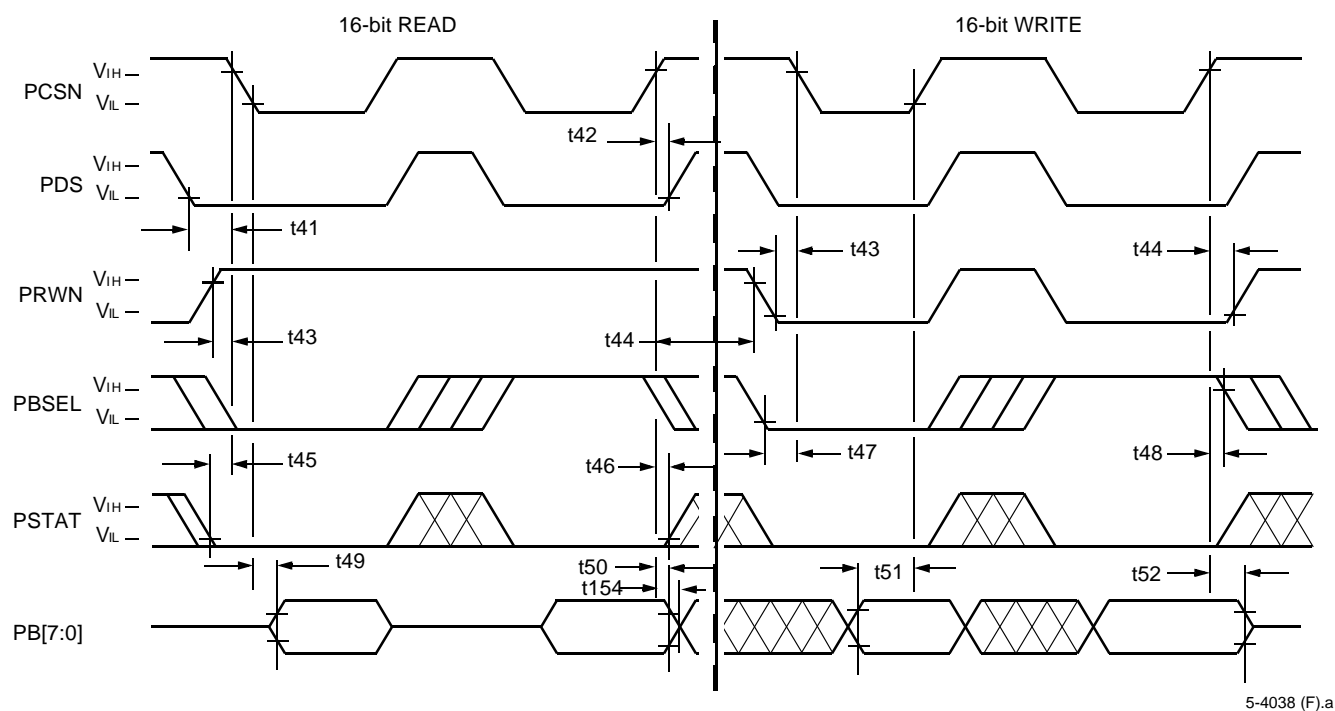 16-bit READ
16-bit WRITE
PCSN
VIH
VIL
t42
PDS
VIH
VIL
t41
t43
t44
PRWN
VIH
VIL
t43
t44
PBSEL
VIH
VIL
t45
t46
t47
t48
PSTAT
VIH
VIL
t49
t50
t51
t52
t154
PB[7:0]
5-4038 (F).a